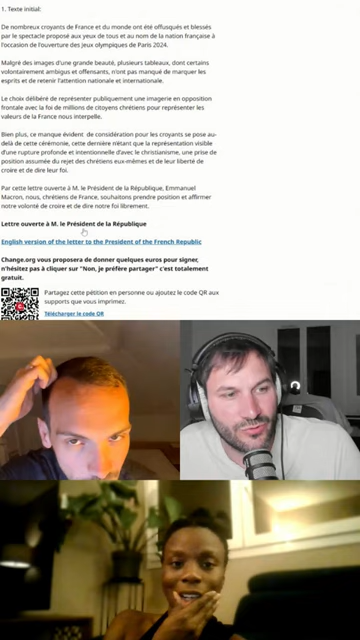 1. Texte initial:
De nombreux croyants de France et du monde ont été offusqués et blessés
par le spectacle proposé aux yeux de tous et au nom de la nation française à
l'occasion de l'ouverture des Jeux olympiques de Paris 2024.
Malgré des images d'une grande beauté, plusieurs tableaux, dont certains
volontairement ambigus et offensants, n'ont pas manqué de marquer les
esprits et de retenir l'attention nationale et internationale.
Le choix délibéré de représenter publiquement une imagerie en opposition
frontale avec la foi de millions de citoyens chrétiens pour représenter les
valeurs de la France nous interpelle.
Bien plus, ce manque évident de considération pour les croyants se pose au-
delà de cette cérémonie, cette dernière n'étant que la représentation visible
d'une rupture profonde et intentionnelle d'avec le christianisme, une prise de
position assumée du rejet des chrétiens eux-mêmes et de leur liberté de
croire et de dire leur foi.
Par cette lettre ouverte à M. le Président de la République, Emmanuel
Macron, nous, chrétiens de France, souhaitons prendre position et affirmer
notre volonté de croire et de dire notre foi librement.
Lettre ouverte à M. le Président de la République
English version of the letter to the President of the French Republic
Change.org vous proposera de donner quelques euros pour signer,
n'hésitez pas à cliquer sur "Non, je préfère partager" c'est totalement
gratuit.
Partagez cette pétition en personne ou ajoutez le code QR aux
supports que vous imprimez.
Télécharger le code QR